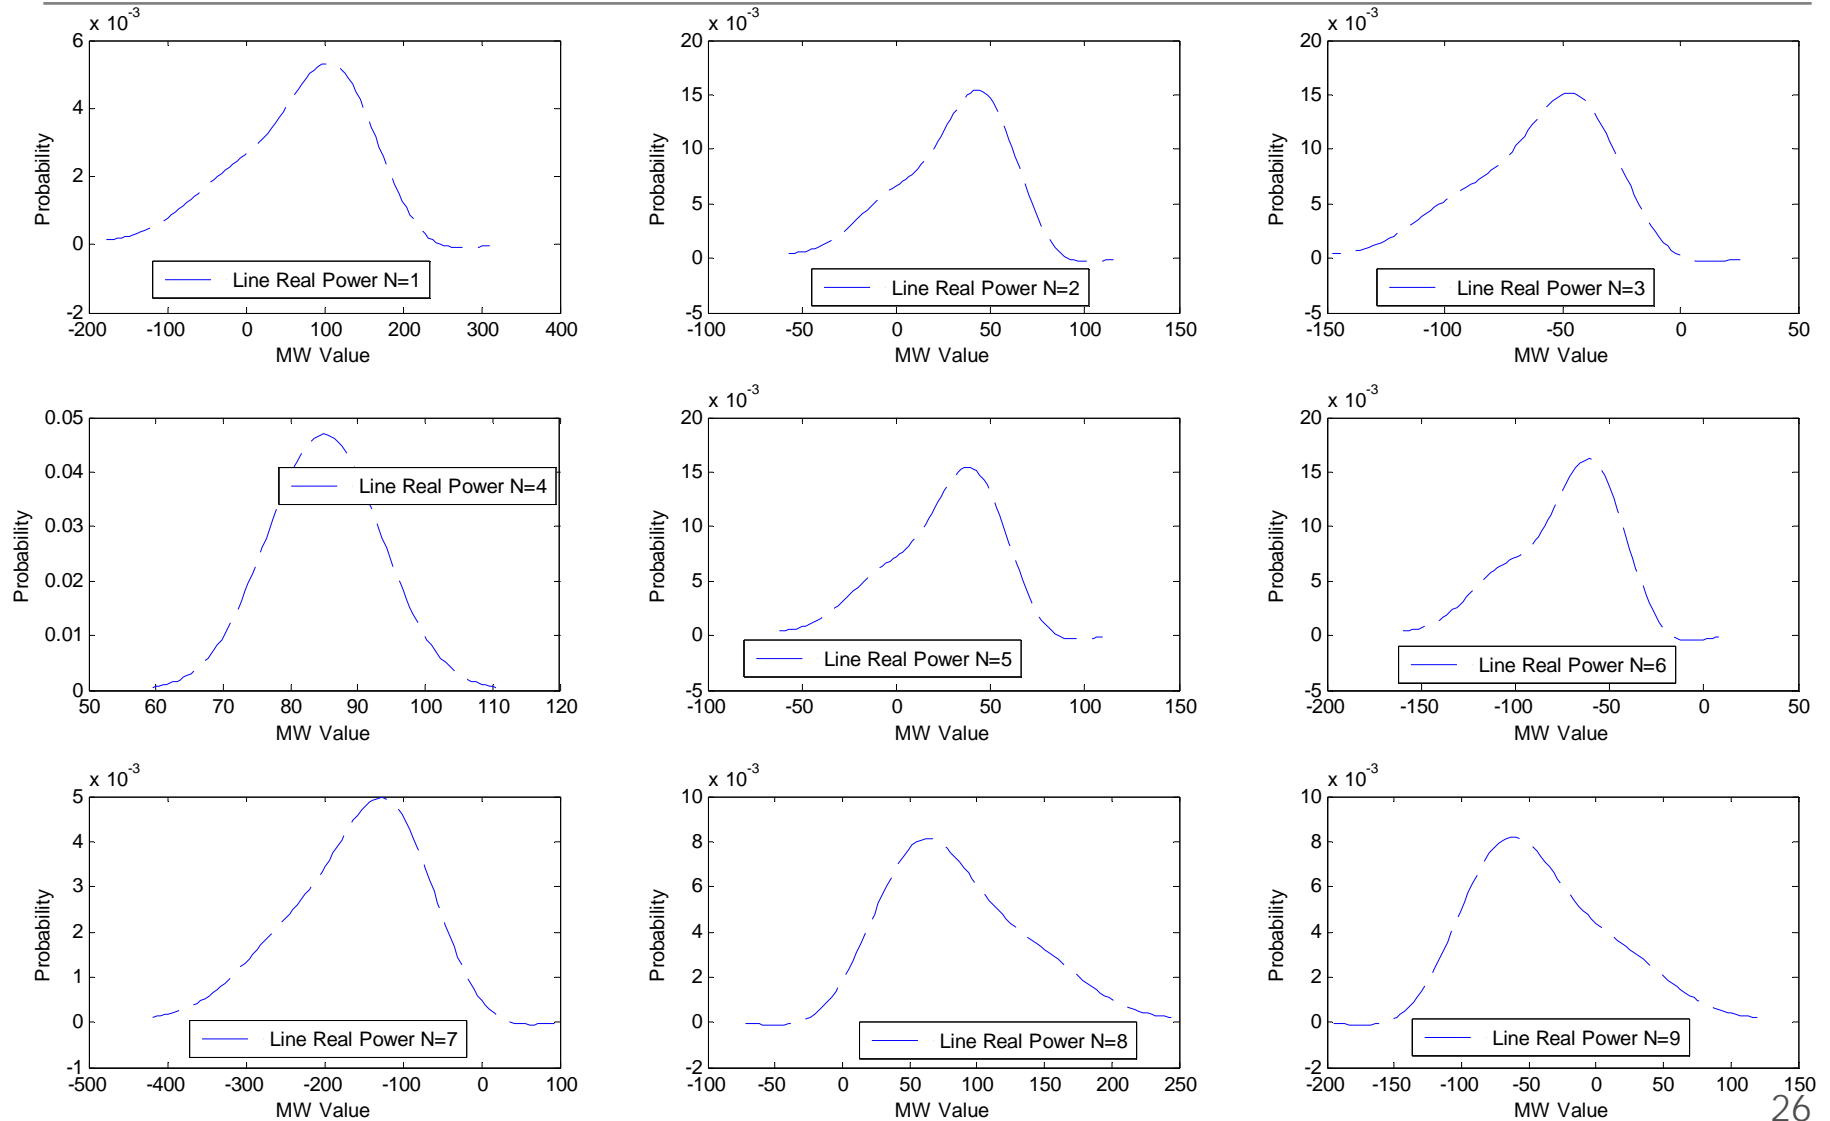 x 10-3
6
4
2
0
-2
-200 -100 0 100 200 300 400
Probability
MW Value
Line Real Power N=1
x 10-3
20
15
10
5
0
-5
-100 -50 0 50 100 150
Probability
MW Value
Line Real Power N=2
x 10-3
20
15
10
5
0
-5
-150 -100 -50 0 50
Probability
MW Value
Line Real Power N=3
0.05
0.04
0.03
0.02
0.01
0
50 60 70 80 90 100 110 120
Probability
MW Value
Line Real Power N=4
x 10-3
20
15
10
5
0
-5
-100 -50 0 50 100 150
Probability
MW Value
Line Real Power N=5
x 10-3
20
15
10
5
0
-5
-200 -150 -100 -50 0 50
Probability
MW Value
Line Real Power N=6
x 10-3
5
4
3
2
1
0
-1
-500 -400 -300 -200 -100 0 100
Probability
MW Value
Line Real Power N=7
x 10-3
10
8
6
4
2
0
-2
-100 -50 0 50 100 150 200 250
Probability
MW Value
Line Real Power N=8
x 10-3
10
8
6
4
2
0
-2
-200 -150 -100 -50 0 50 100 150
Probability
MW Value
Line Real Power N=9
26